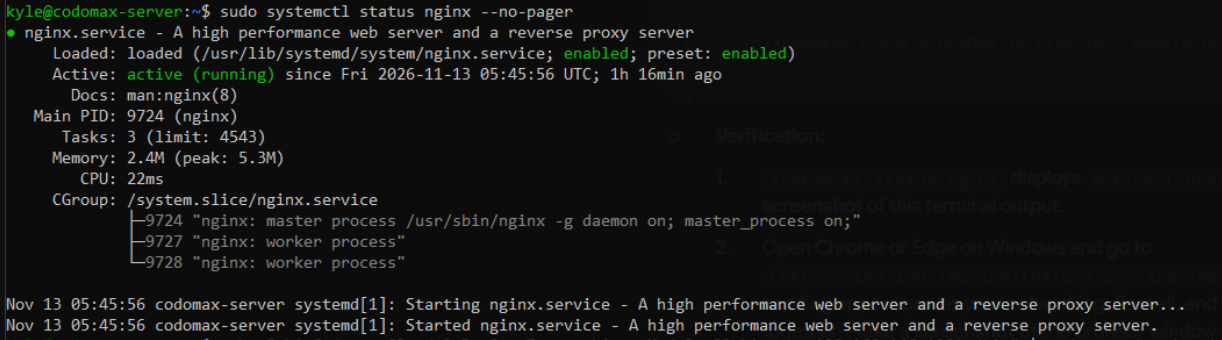 kyle@codomax-server:~$ sudo systemctl status nginx --no-pager
● nginx.service - A high performance web server and a reverse proxy server
     Loaded: loaded (/usr/lib/systemd/system/nginx.service; enabled; preset: enabled)
     Active: active (running) since Fri 2026-11-13 05:45:56 UTC; 1h 16min ago
       Docs: man:nginx(8)
   Main PID: 9724 (nginx)
      Tasks: 3 (limit: 4543)
     Memory: 2.4M (peak: 5.3M)
        CPU: 22ms
     CGroup: /system.slice/nginx.service
             ├─9724 "nginx: master process /usr/sbin/nginx -g daemon on; master_process on;"
             ├─9727 "nginx: worker process"
             └─9728 "nginx: worker process"
Nov 13 05:45:56 codomax-server systemd[1]: Starting nginx.service - A high performance web server and a reverse proxy server...
Nov 13 05:45:56 codomax-server systemd[1]: Started nginx.service - A high performance web server and a reverse proxy server.
Verification:
1. systemctl status nginx displays active
screenshot of this terminal output.
2. Open Chrome or Edge on Windows and go to